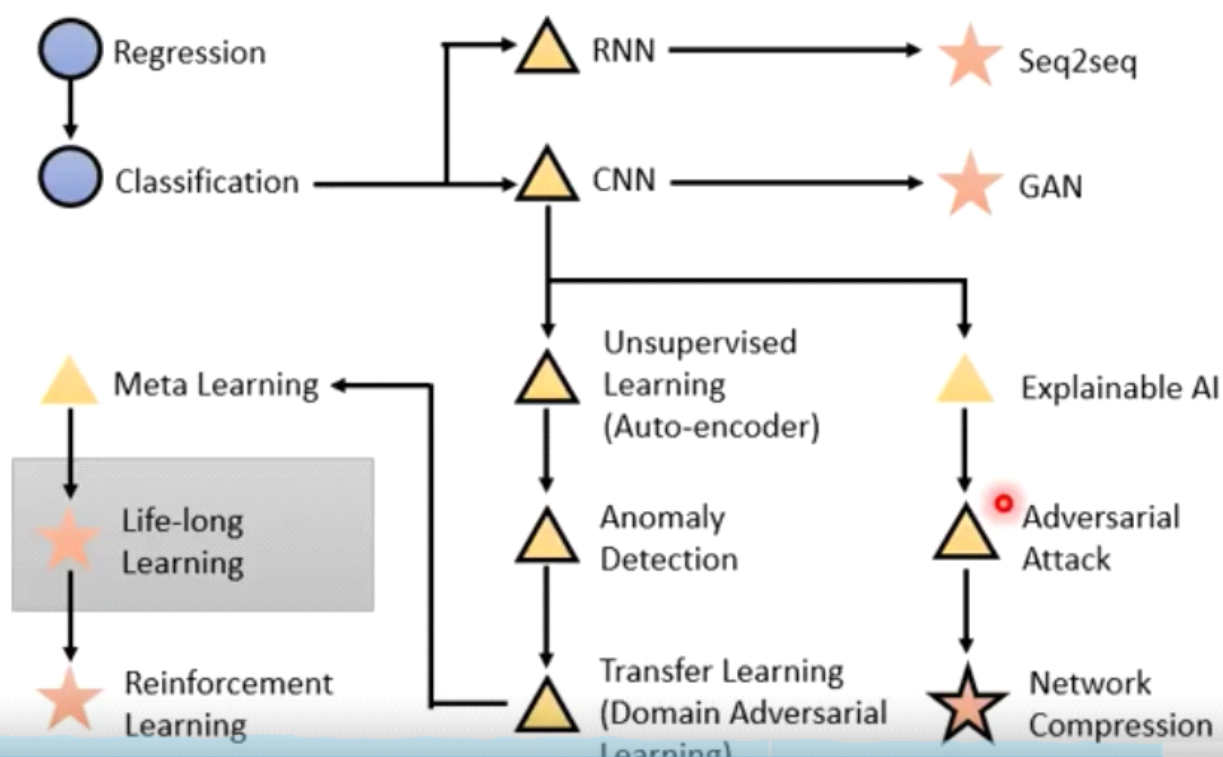 Regression
RNN
Seq2seq
Classification
CNN
GAN
Meta Learning
Unsupervised
Learning
(Auto-encoder)
Explainable AI
Life-long
Learning
Anomaly
Detection
Adversarial
Attack
Reinforcement
Learning
Transfer Learning
(Domain Adversarial
Learning)
Network
Compression